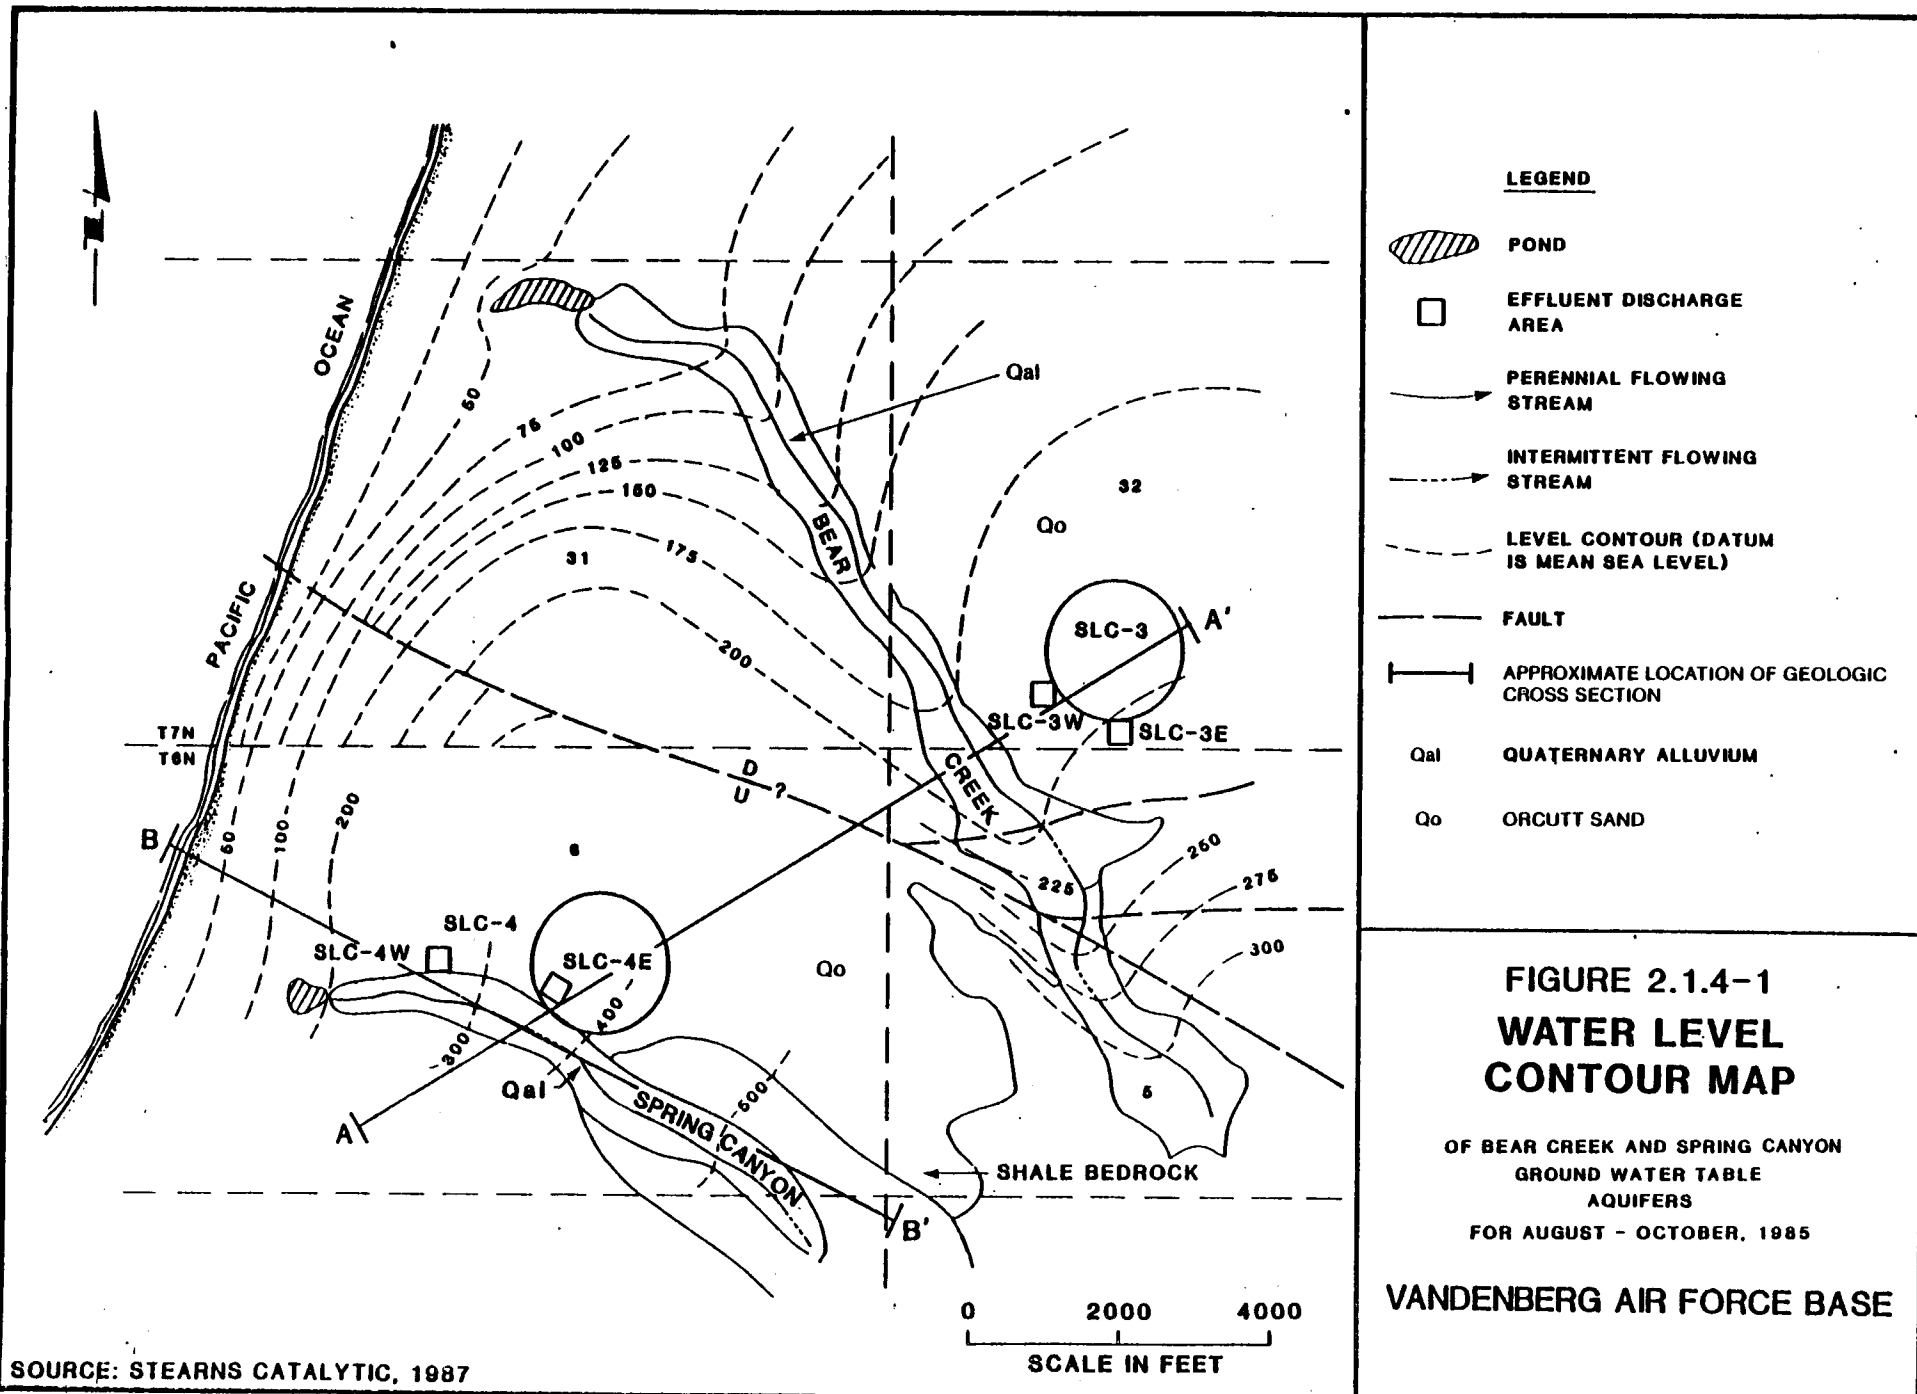 OCEAN
PACIFIC
50
75
100
125
150
175
31
200
Qal
32
Qo
BEAR
CREEK
SLC-3
A'
SLC-3W
SLC-3E
T7N
T6N
D
U
?
B
50
100
200
6
225
250
275
300
SLC-4
SLC-4W
SLC-4E
Qo
400
300
Qal
A
500
SPRING CANYON
5
SHALE BEDROCK
B'
0 2000 4000
SCALE IN FEET
SOURCE: STEARNS CATALYTIC, 1987
LEGEND
POND
EFFLUENT DISCHARGE
AREA
PERENNIAL FLOWING
STREAM
INTERMITTENT FLOWING
STREAM
LEVEL CONTOUR (DATUM
IS MEAN SEA LEVEL)
FAULT
APPROXIMATE LOCATION OF GEOLOGIC
CROSS SECTION
Qal QUATERNARY ALLUVIUM
Qo ORCUTT SAND
FIGURE 2.1.4-1
WATER LEVEL
CONTOUR MAP
OF BEAR CREEK AND SPRING CANYON
GROUND WATER TABLE
AQUIFERS
FOR AUGUST - OCTOBER, 1985
VANDENBERG AIR FORCE BASE